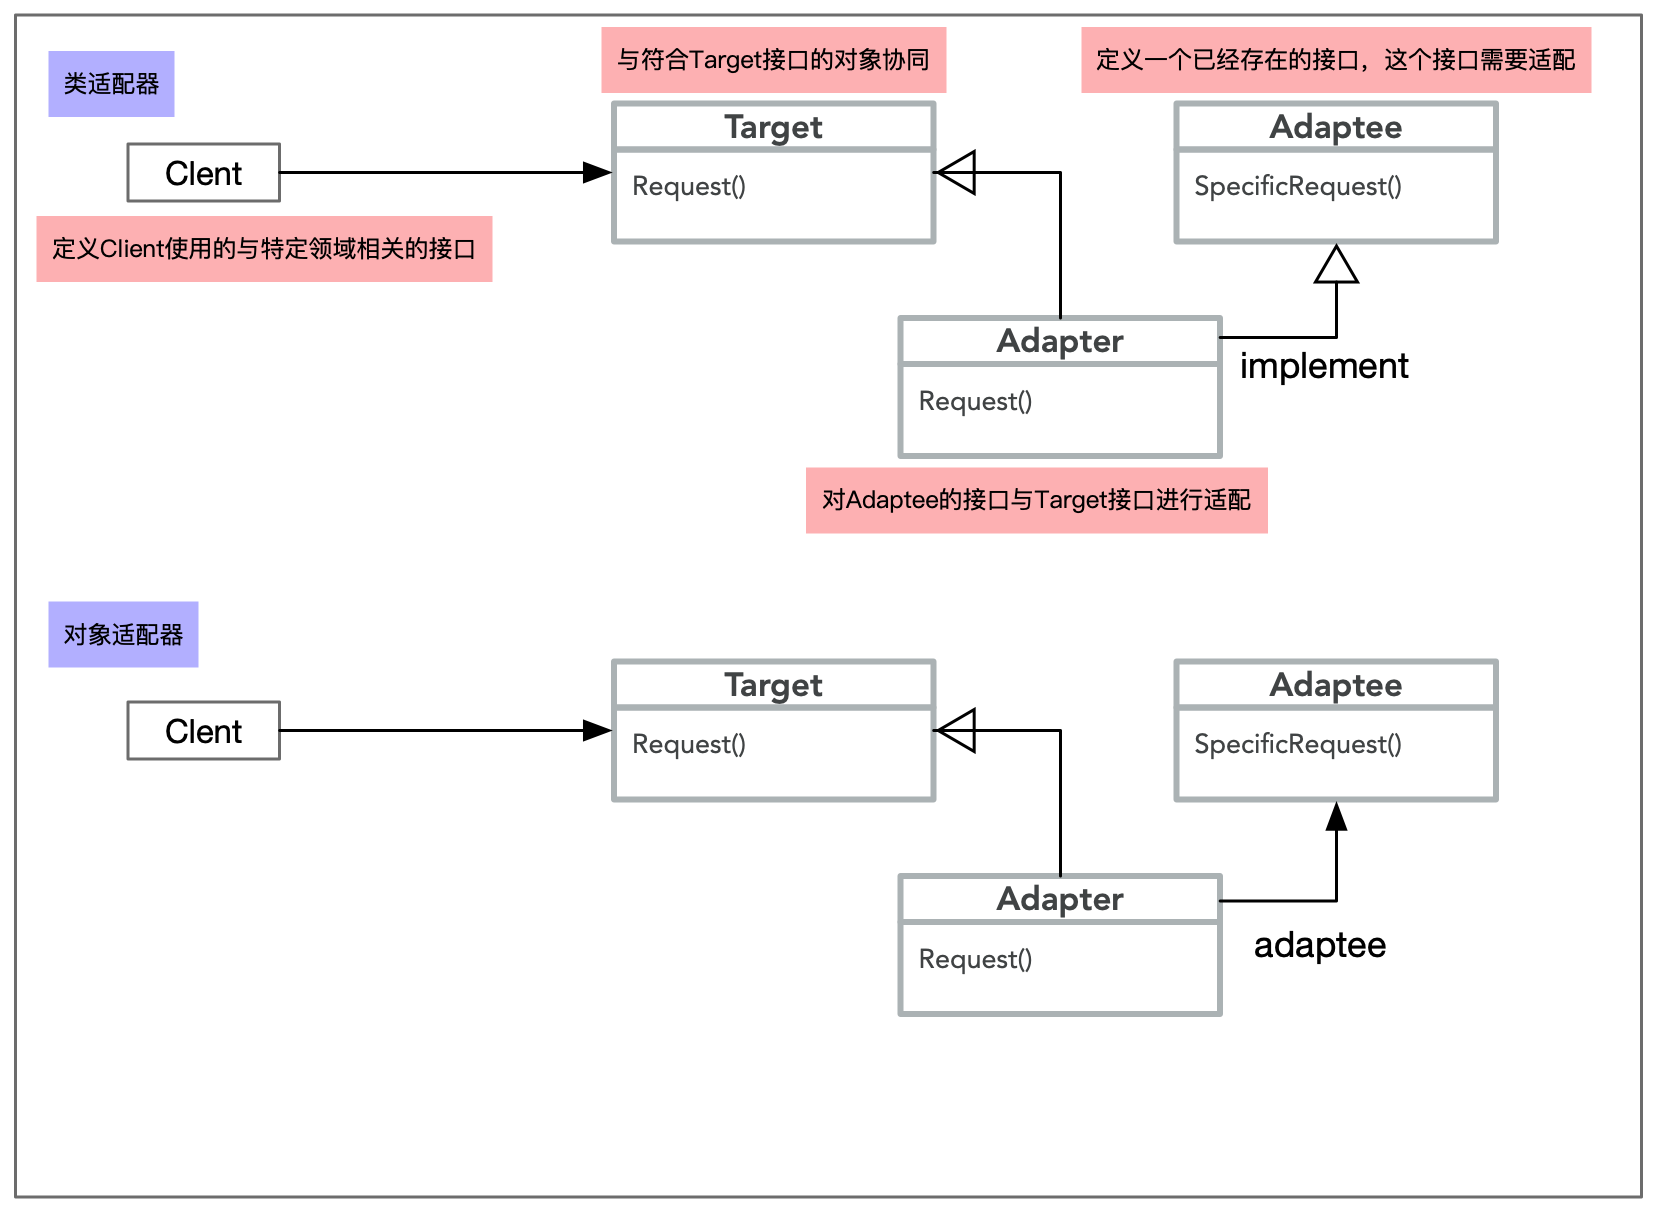 类适配器
与符合Target接口的对象协同
定义一个已经存在的接口，这个接口需要适配
Clent
Target
Request()
Adaptee
SpecificRequest()
定义Client使用的与特定领域相关的接口
Adapter
Request()
implement
对Adaptee的接口与Target接口进行适配
对象适配器
Clent
Target
Request()
Adaptee
SpecificRequest()
Adapter
Request()
adaptee